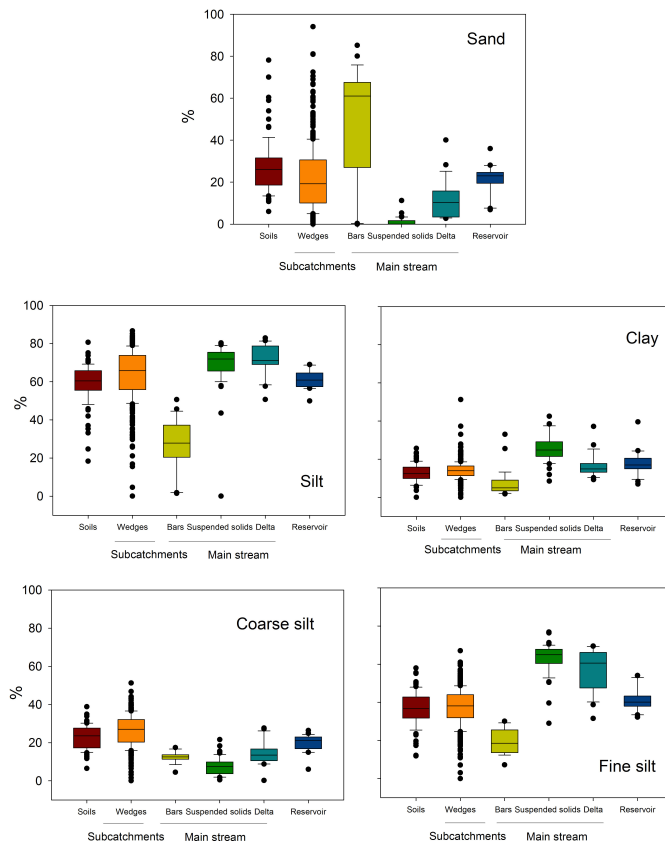 Sand
100
80
60
40
20
0
%
Soils Wedges Bars Suspended solids Delta Reservoir
Subcatchments Main stream
Silt
100
80
60
40
20
0
%
Soils Wedges Bars Suspended solids Delta Reservoir
Subcatchments Main stream
Clay
Soils Wedges Bars Suspended solids Delta Reservoir
Subcatchments Main stream
Coarse silt
100
80
60
40
20
0
%
Soils Wedges Bars Suspended solids Delta Reservoir
Subcatchments Main stream
Fine silt
Soils Wedges Bars Suspended solids Delta Reservoir
Subcatchments Main stream